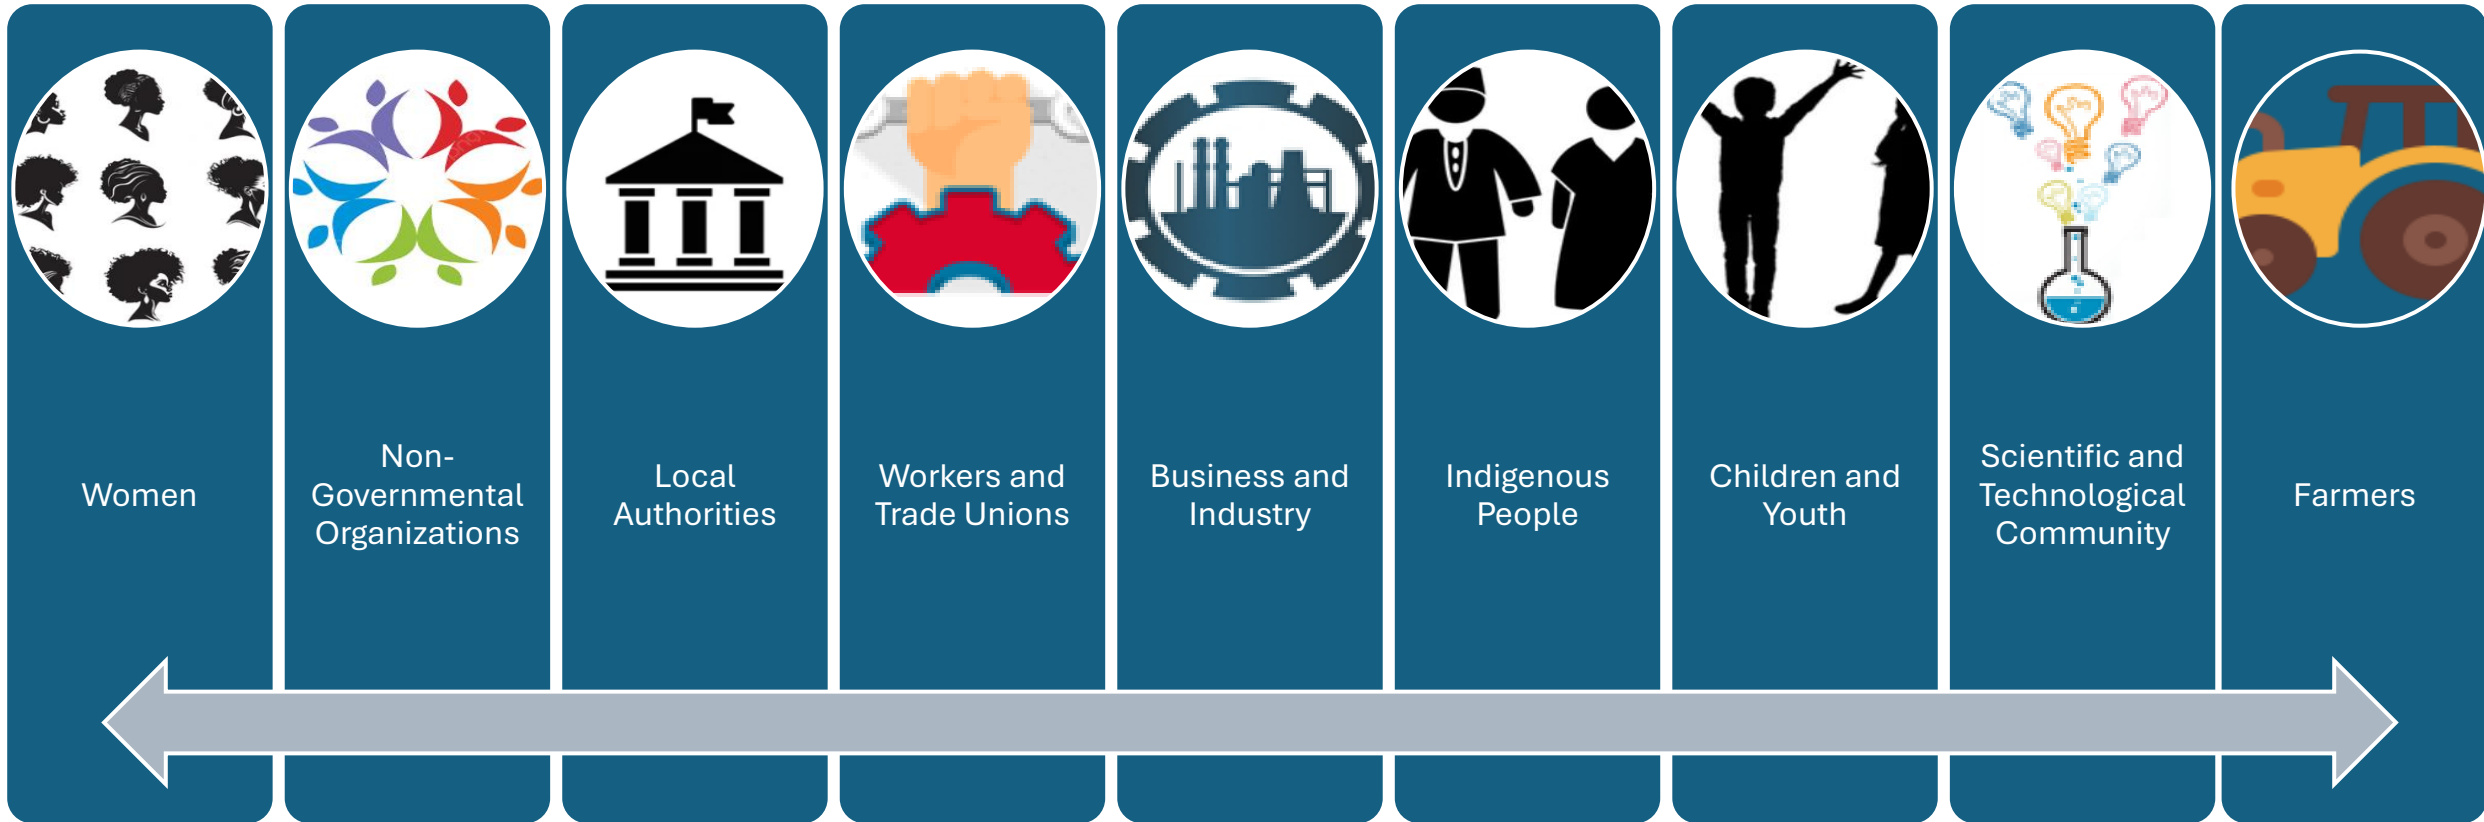 Women
Non-
Governmental
Organizations
Local
Authorities
Workers and
Trade Unions
Business and
Industry
Indigenous
People
Children and
Youth
Scientific and
Technological
Community
Farmers